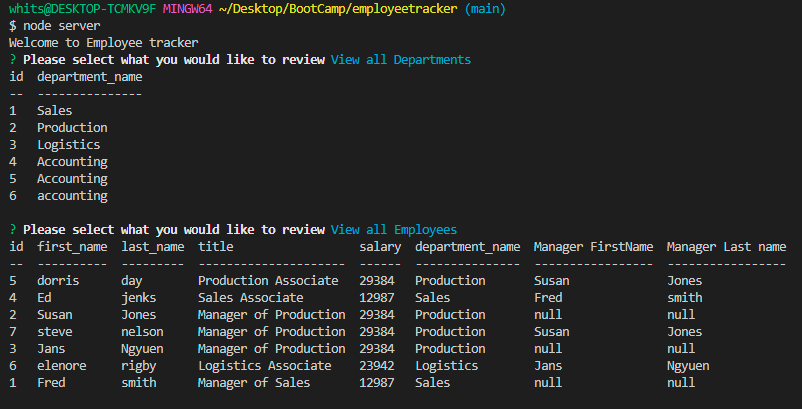 whits@DESKTOP-TCMKV9F MINGW64 ~/Desktop/BootCamp/employeetracker (main)
$ node server
Welcome to Employee tracker
? Please select what you would like to review View all Departments
id  department_name
--  ---------------
1   Sales
2   Production
3   Logistics
4   Accounting
5   Accounting
6   accounting
? Please select what you would like to review View all Employees
id  first_name  last_name  title                  salary  department_name  Manager FirstName  Manager Last name
--  ----------  ---------  ---------------------  ------  ---------------  -----------------  -----------------
5   dorris      day        Production Associate   29384   Production       Susan              Jones
4   Ed          jenks      Sales Associate        12987   Sales            Fred               smith
2   Susan       Jones      Manager of Production  29384   Production       null               null
7   steve       nelson     Manager of Production  29384   Production       Susan              Jones
3   Jans        Ngyuen     Manager of Production  29384   Production       null               null
6   elenore     rigby      Logistics Associate    23942   Logistics        Jans               Ngyuen
1   Fred        smith      Manager of Sales       12987   Sales            null               null